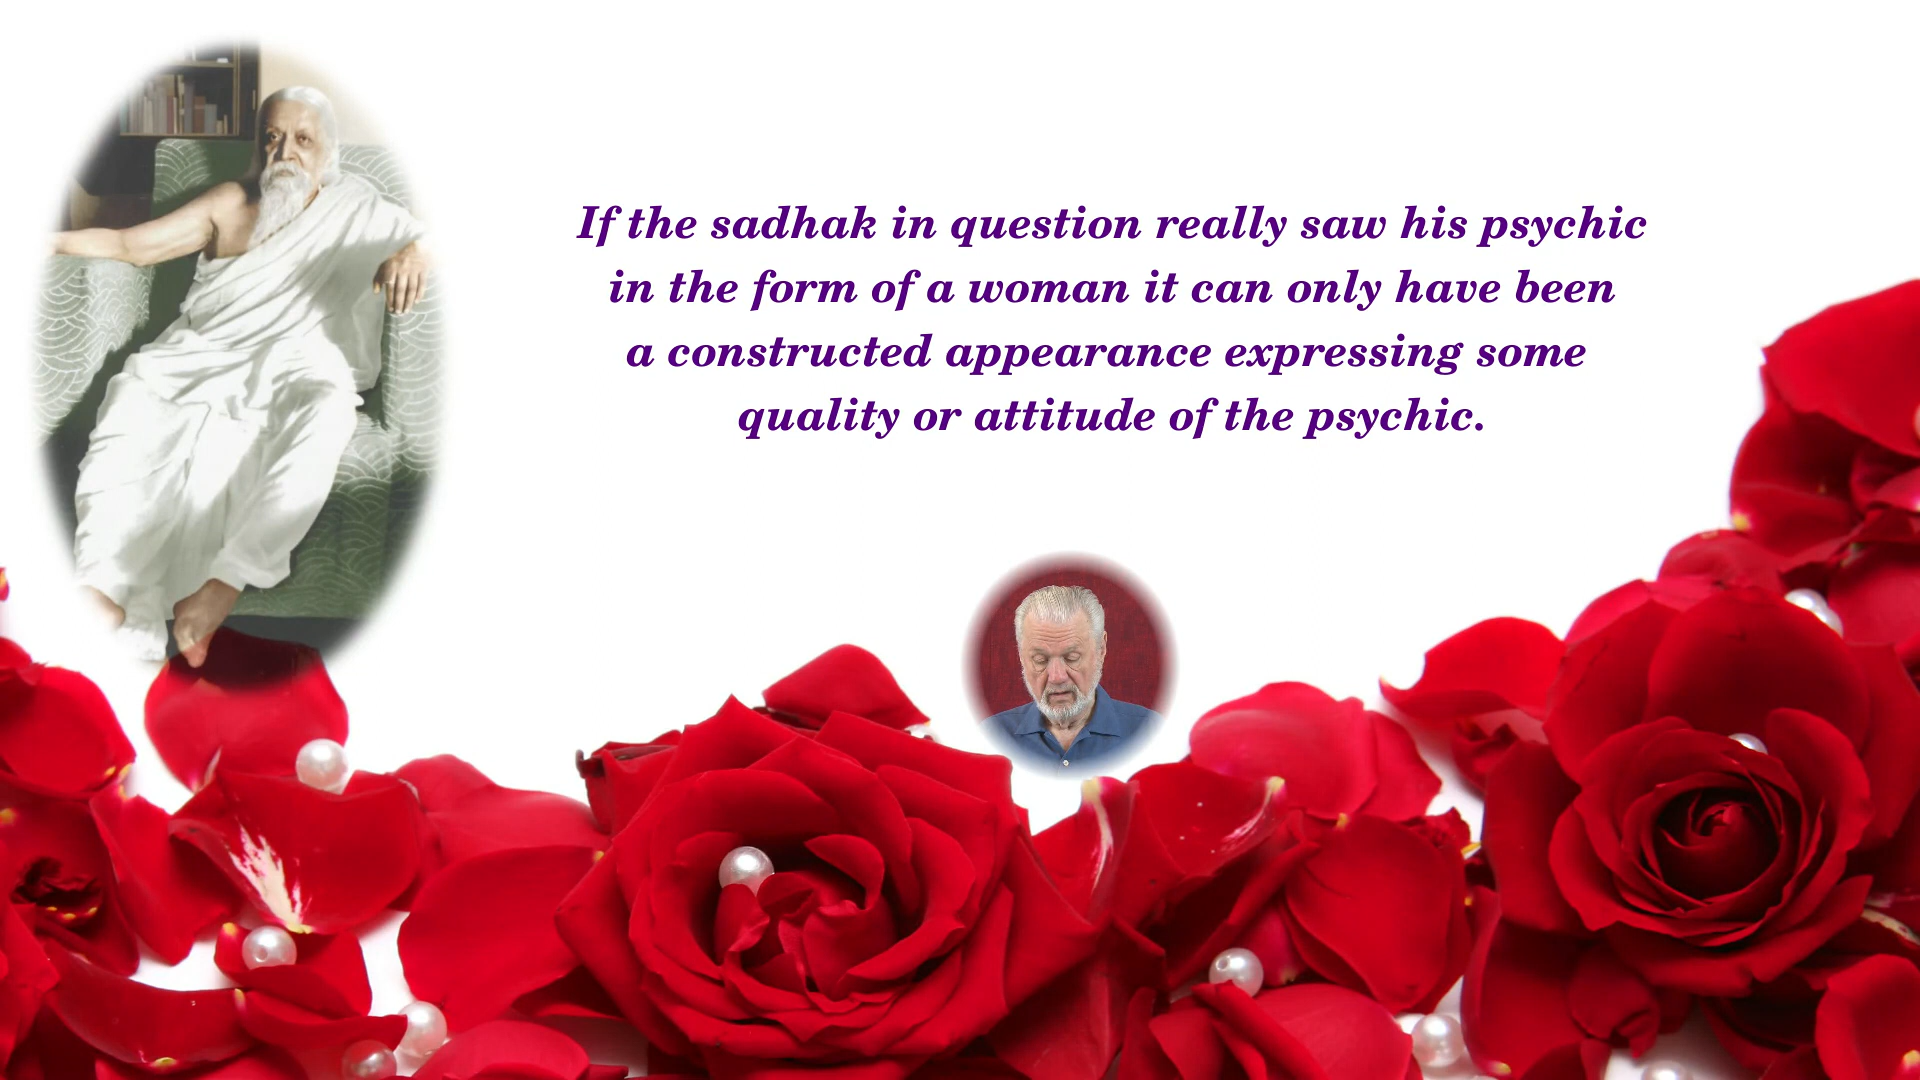 If the sadhak in question really saw his psychic
in the form of a woman it can only have been
a constructed appearance expressing some
quality or attitude of the psychic.